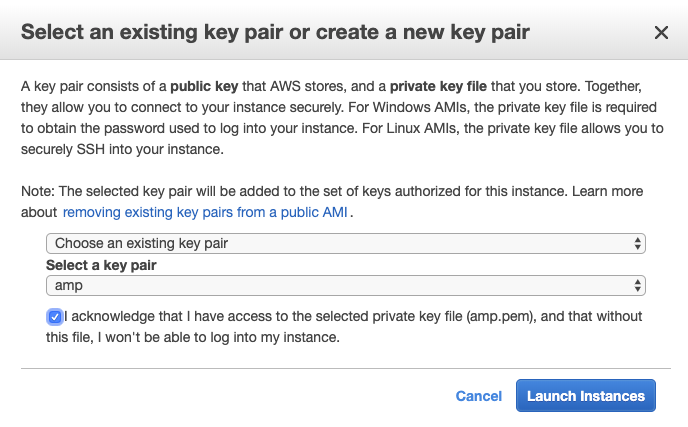 Select an existing key pair or create a new key pair
A key pair consists of a public key that AWS stores, and a private key file that you store. Together,
they allow you to connect to your instance securely. For Windows AMIs, the private key file is required
to obtain the password used to log into your instance. For Linux AMIs, the private key file allows you to
securely SSH into your instance.
Note: The selected key pair will be added to the set of keys authorized for this instance. Learn more
about removing existing key pairs from a public AMI.
Choose an existing key pair
Select a key pair
amp
I acknowledge that I have access to the selected private key file (amp.pem), and that without
this file, I won't be able to log into my instance.
Cancel Launch Instances